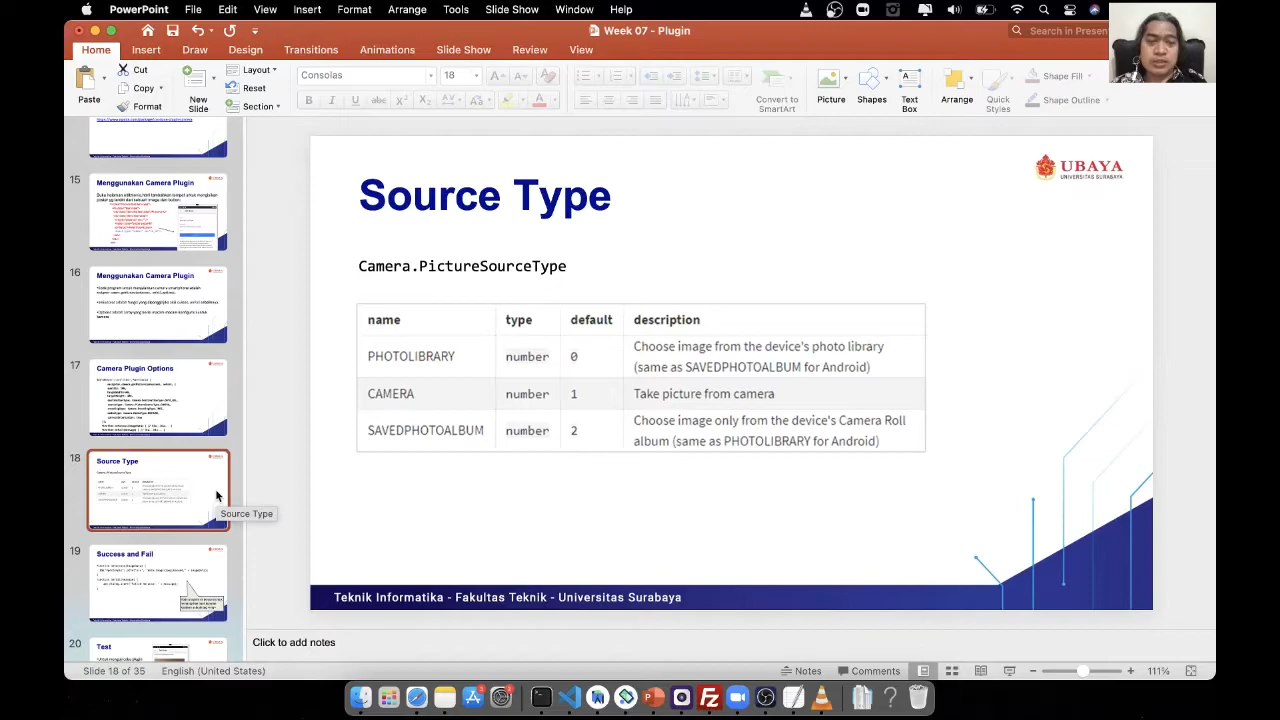 PowerPoint File Edit View Insert Format Arrange Tools Slide Show Window Help
Week 07 - Plugin
Search in Presen
Home Insert Draw Design Transitions Animations Slide Show Review View
Paste
Cut
Copy
Format
New
Slide
Layout
Reset
Section
Consolas 18
Convert to
SmartArt
Picture
Shapes
Text
Box
Arrange
Quick
Styles
Shape Fill
Shape Outline
15
Menggunakan Camera Plugin
16
Menggunakan Camera Plugin
17
Camera Plugin Options
18
Source Type
Source Type
19
Success and Fail
20
Test
UBAYA
UNIVERSITAS SURABAYA
Source Type
Camera.PictureSourceType
name type default description
PHOTOLIBRARY number 0 Choose image from the device's photo library
(same as SAVEDPHOTOALBUM for Android)
CAMERA number 1 Take picture from camera
SAVEDPHOTOALBUM number 2 Choose image only from the device's Camera Roll
album (same as PHOTOLIBRARY for Android)
Teknik Informatika - Fakultas Teknik - Universitas Surabaya
Click to add notes
Slide 18 of 35 English (United States)
Notes Comments 111%